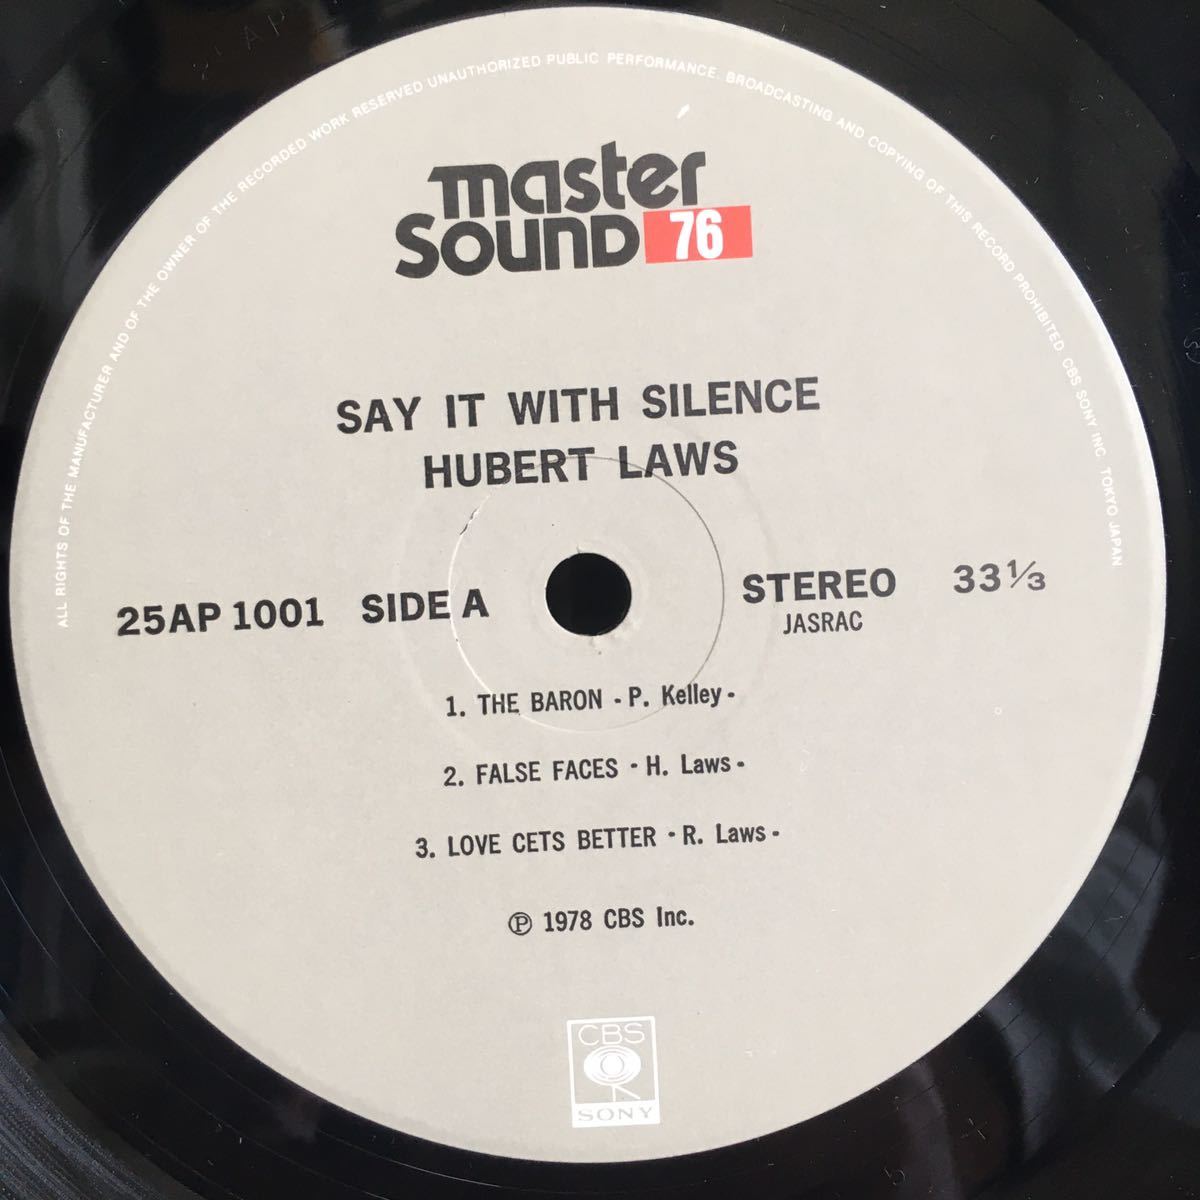 ALL RIGHTS OF THE MANUFACTURER AND OF THE OWNER OF THE RECORDED WORK RESERVED UNAUTHORIZED PUBLIC PERFORMANCE. BROADCASTING AND COPYING OF THIS RECORD PROHIBITED. CBS SONY INC. TOKYO JAPAN
master
SOUND 76
SAY IT WITH SILENCE
HUBERT LAWS
25AP 1001 SIDE A STEREO 33⅓
JASRAC
1. THE BARON - P. Kelley -
2. FALSE FACES - H. Laws -
3. LOVE CETS BETTER - R. Laws -
Ⓟ 1978 CBS Inc.
CBS
SONY